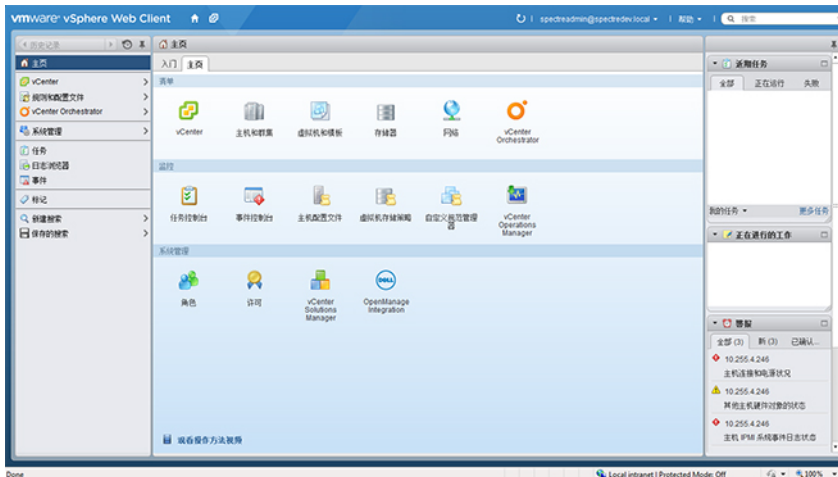 vmware vSphere Web Client
spectreadmin@spectredev.local
帮助
搜索
历史记录
主页
主页
入门
主页
清单
vCenter
规则和配置文件
vCenter Orchestrator
系统管理
任务
日志浏览器
事件
标记
新建搜索
保存的搜索
vCenter
主机和群集
虚拟机和模板
存储器
网络
vCenter Orchestrator
监控
任务控制台
事件控制台
主机配置文件
虚拟机存储策略
自定义规范管理器
vCenter Operations Manager
系统管理
角色
许可
vCenter Solutions Manager
DELL
OpenManage Integration
观看操作方法视频
近期任务
全部
正在运行
失败
我的任务
更多任务
正在进行的工作
警报
全部 (3)
新 (3)
已确认...
10.255.4.246
主机连接和电源状况
10.255.4.246
其他主机硬件对象的状态
10.255.4.246
主机 IPMI 系统事件日志状态
Done
Local intranet | Protected Mode: Off
100%